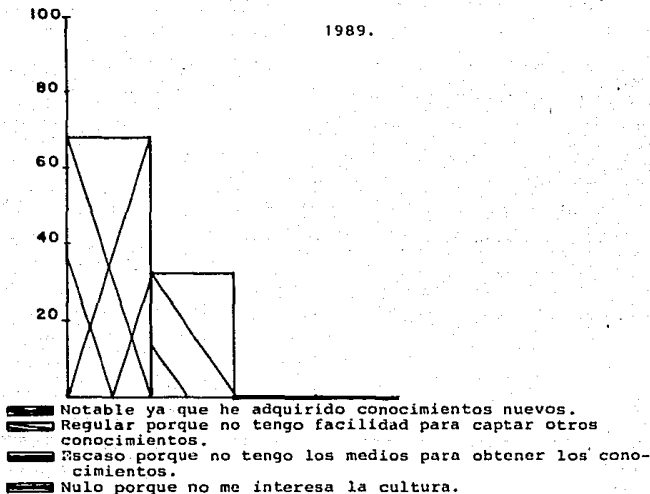 100
1989.
80
60
40
20
Notable ya que he adquirido conocimientos nuevos.
Regular porque no tengo facilidad para captar otros
conocimientos.
Escaso porque no tengo los medios para obtener los cono-
cimientos.
Nulo porque no me interesa la cultura.